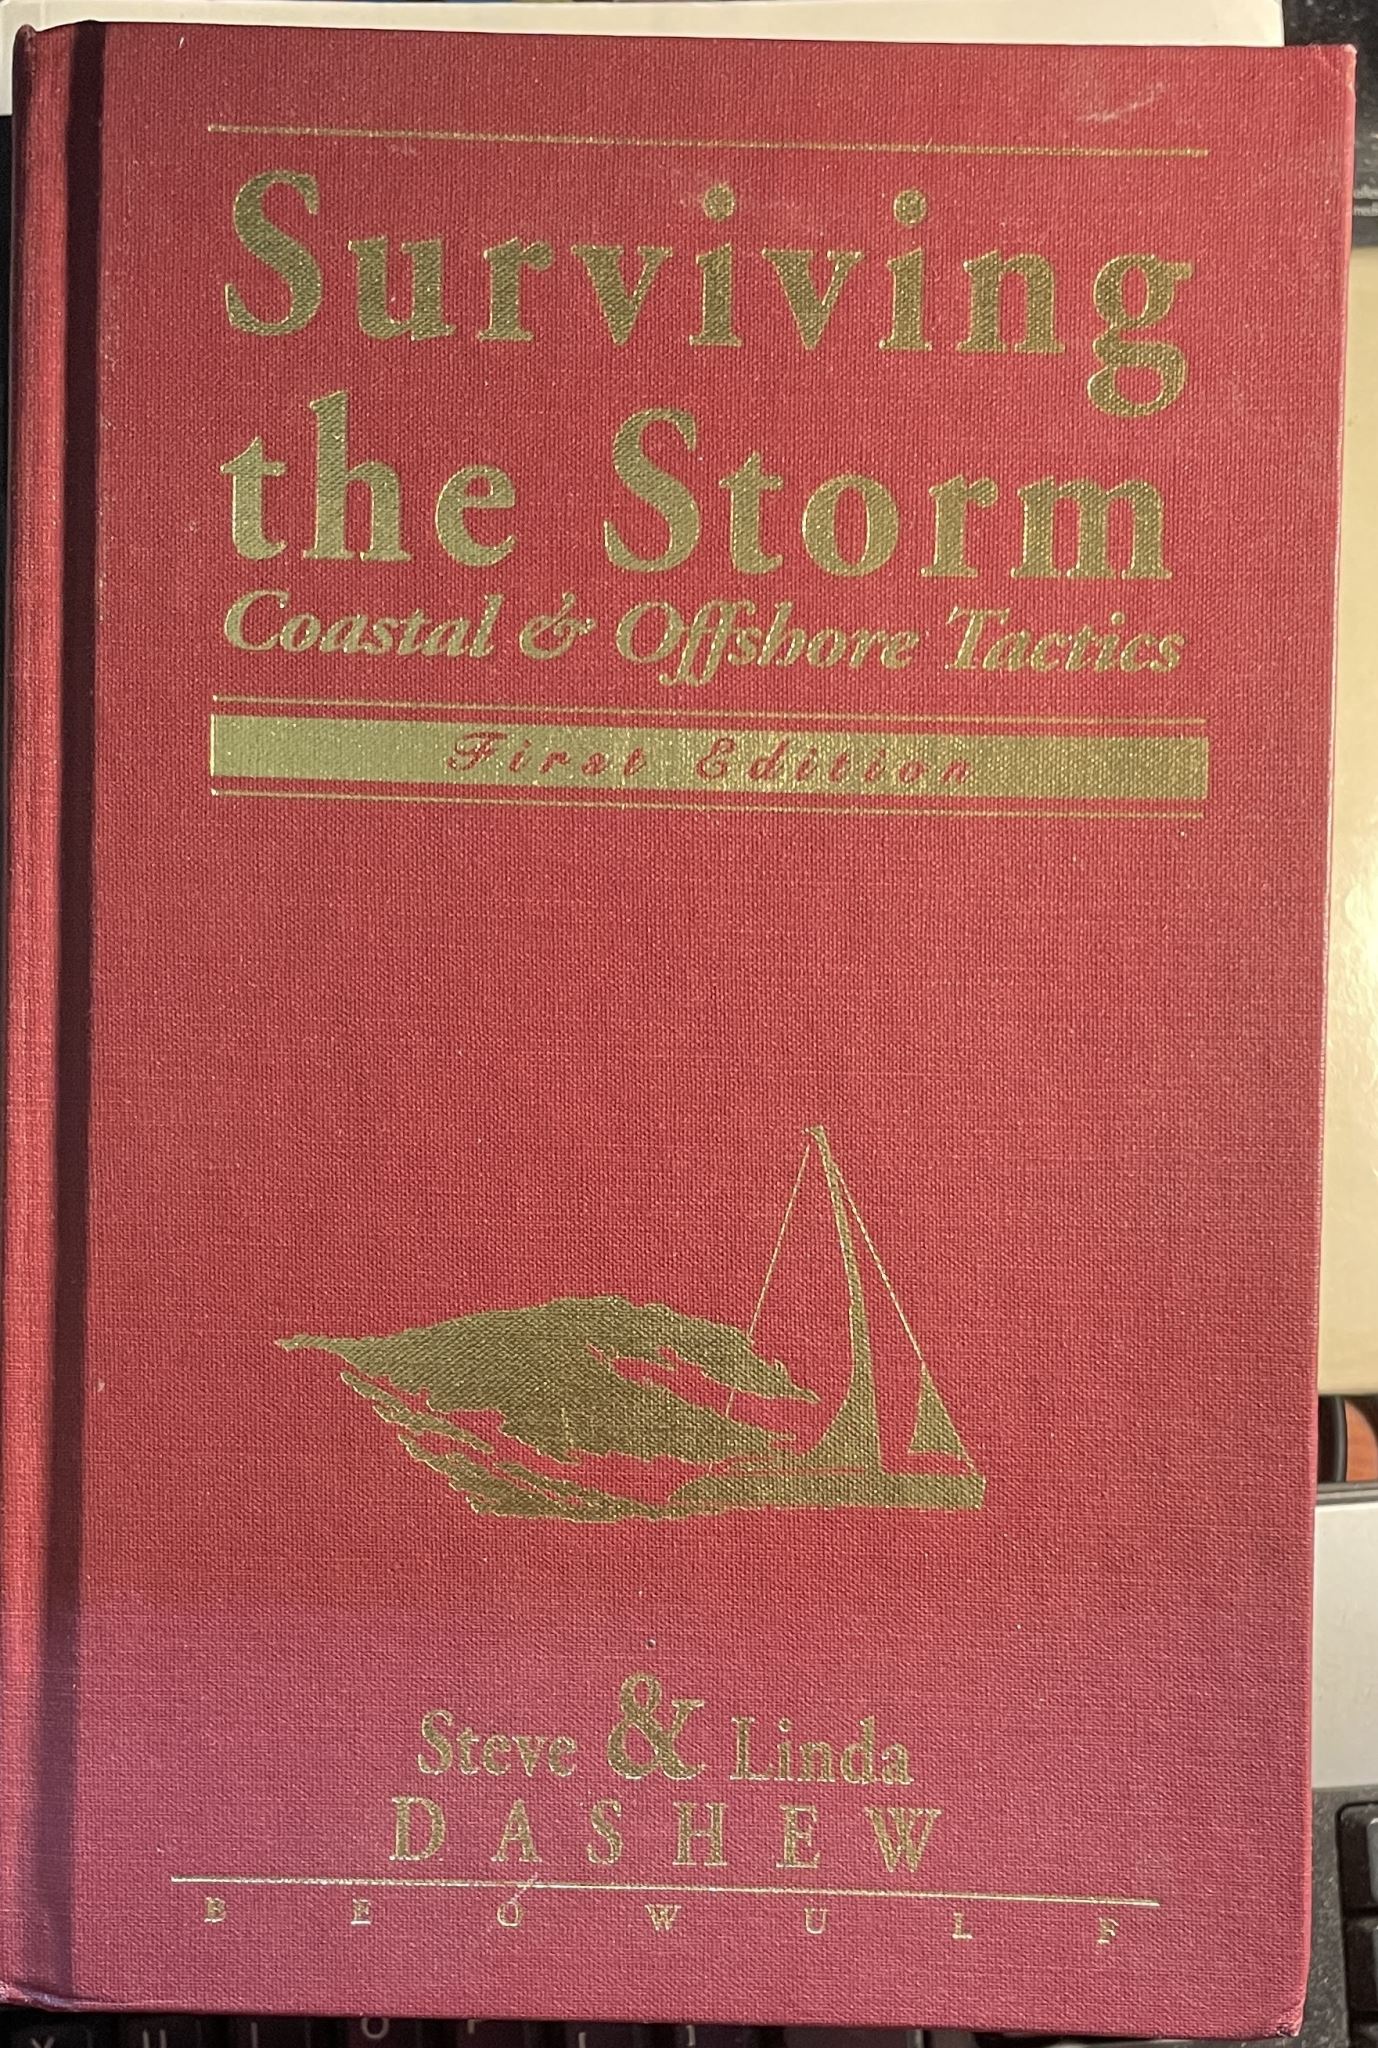 Surviving
the Storm
Coastal & Offshore Tactics
First Edition
Steve & Linda
DASHEW
BEOWULF